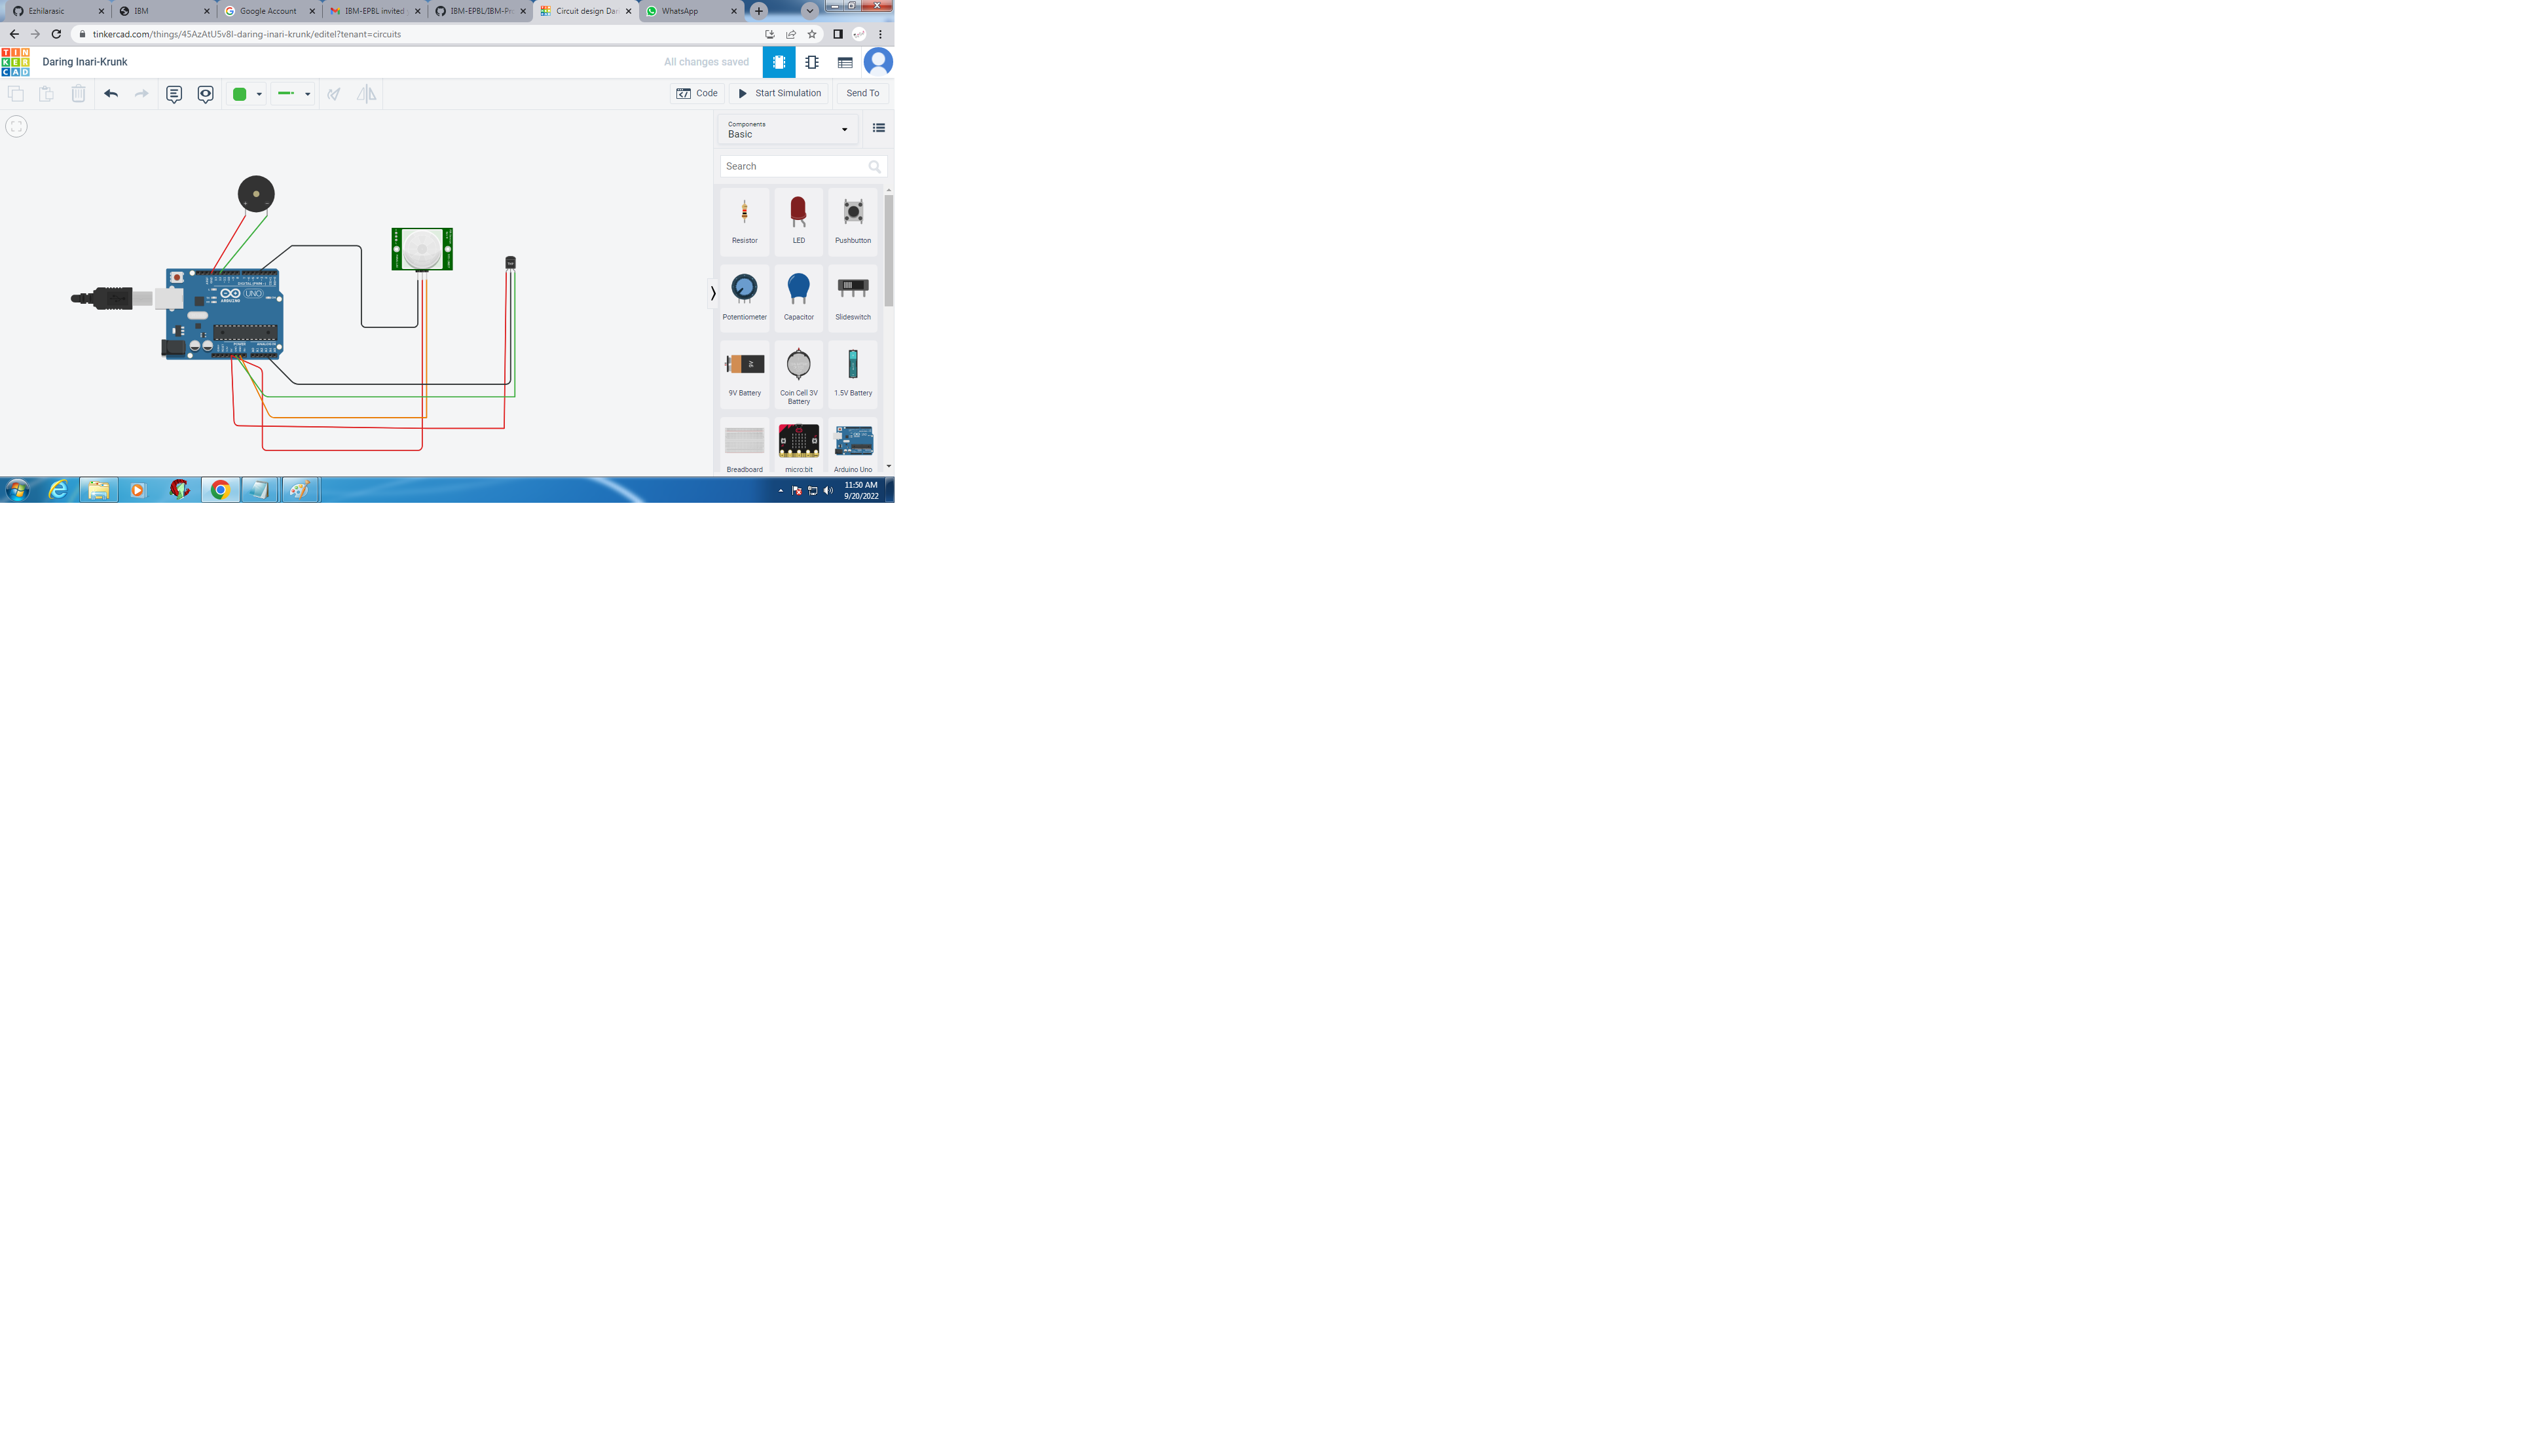 Ezhilarasic
IBM
Google Account
IBM-EPBL invited
IBM-EPBL/IBM-Pr
Circuit design Dari
WhatsApp
tinkercad.com/things/45AzAtU5v8I-daring-inari-krunk/editel?tenant=circuits
TIN
KER
CAD
Daring Inari-Krunk
All changes saved
Code
Start Simulation
Send To
Components
Basic
Search
Resistor
LED
Pushbutton
Potentiometer
Capacitor
Slideswitch
9V Battery
Coin Cell 3V
Battery
1.5V Battery
Breadboard
micro:bit
Arduino Uno
UNO
ARDUINO
POWER
11:50 AM
9/20/2022